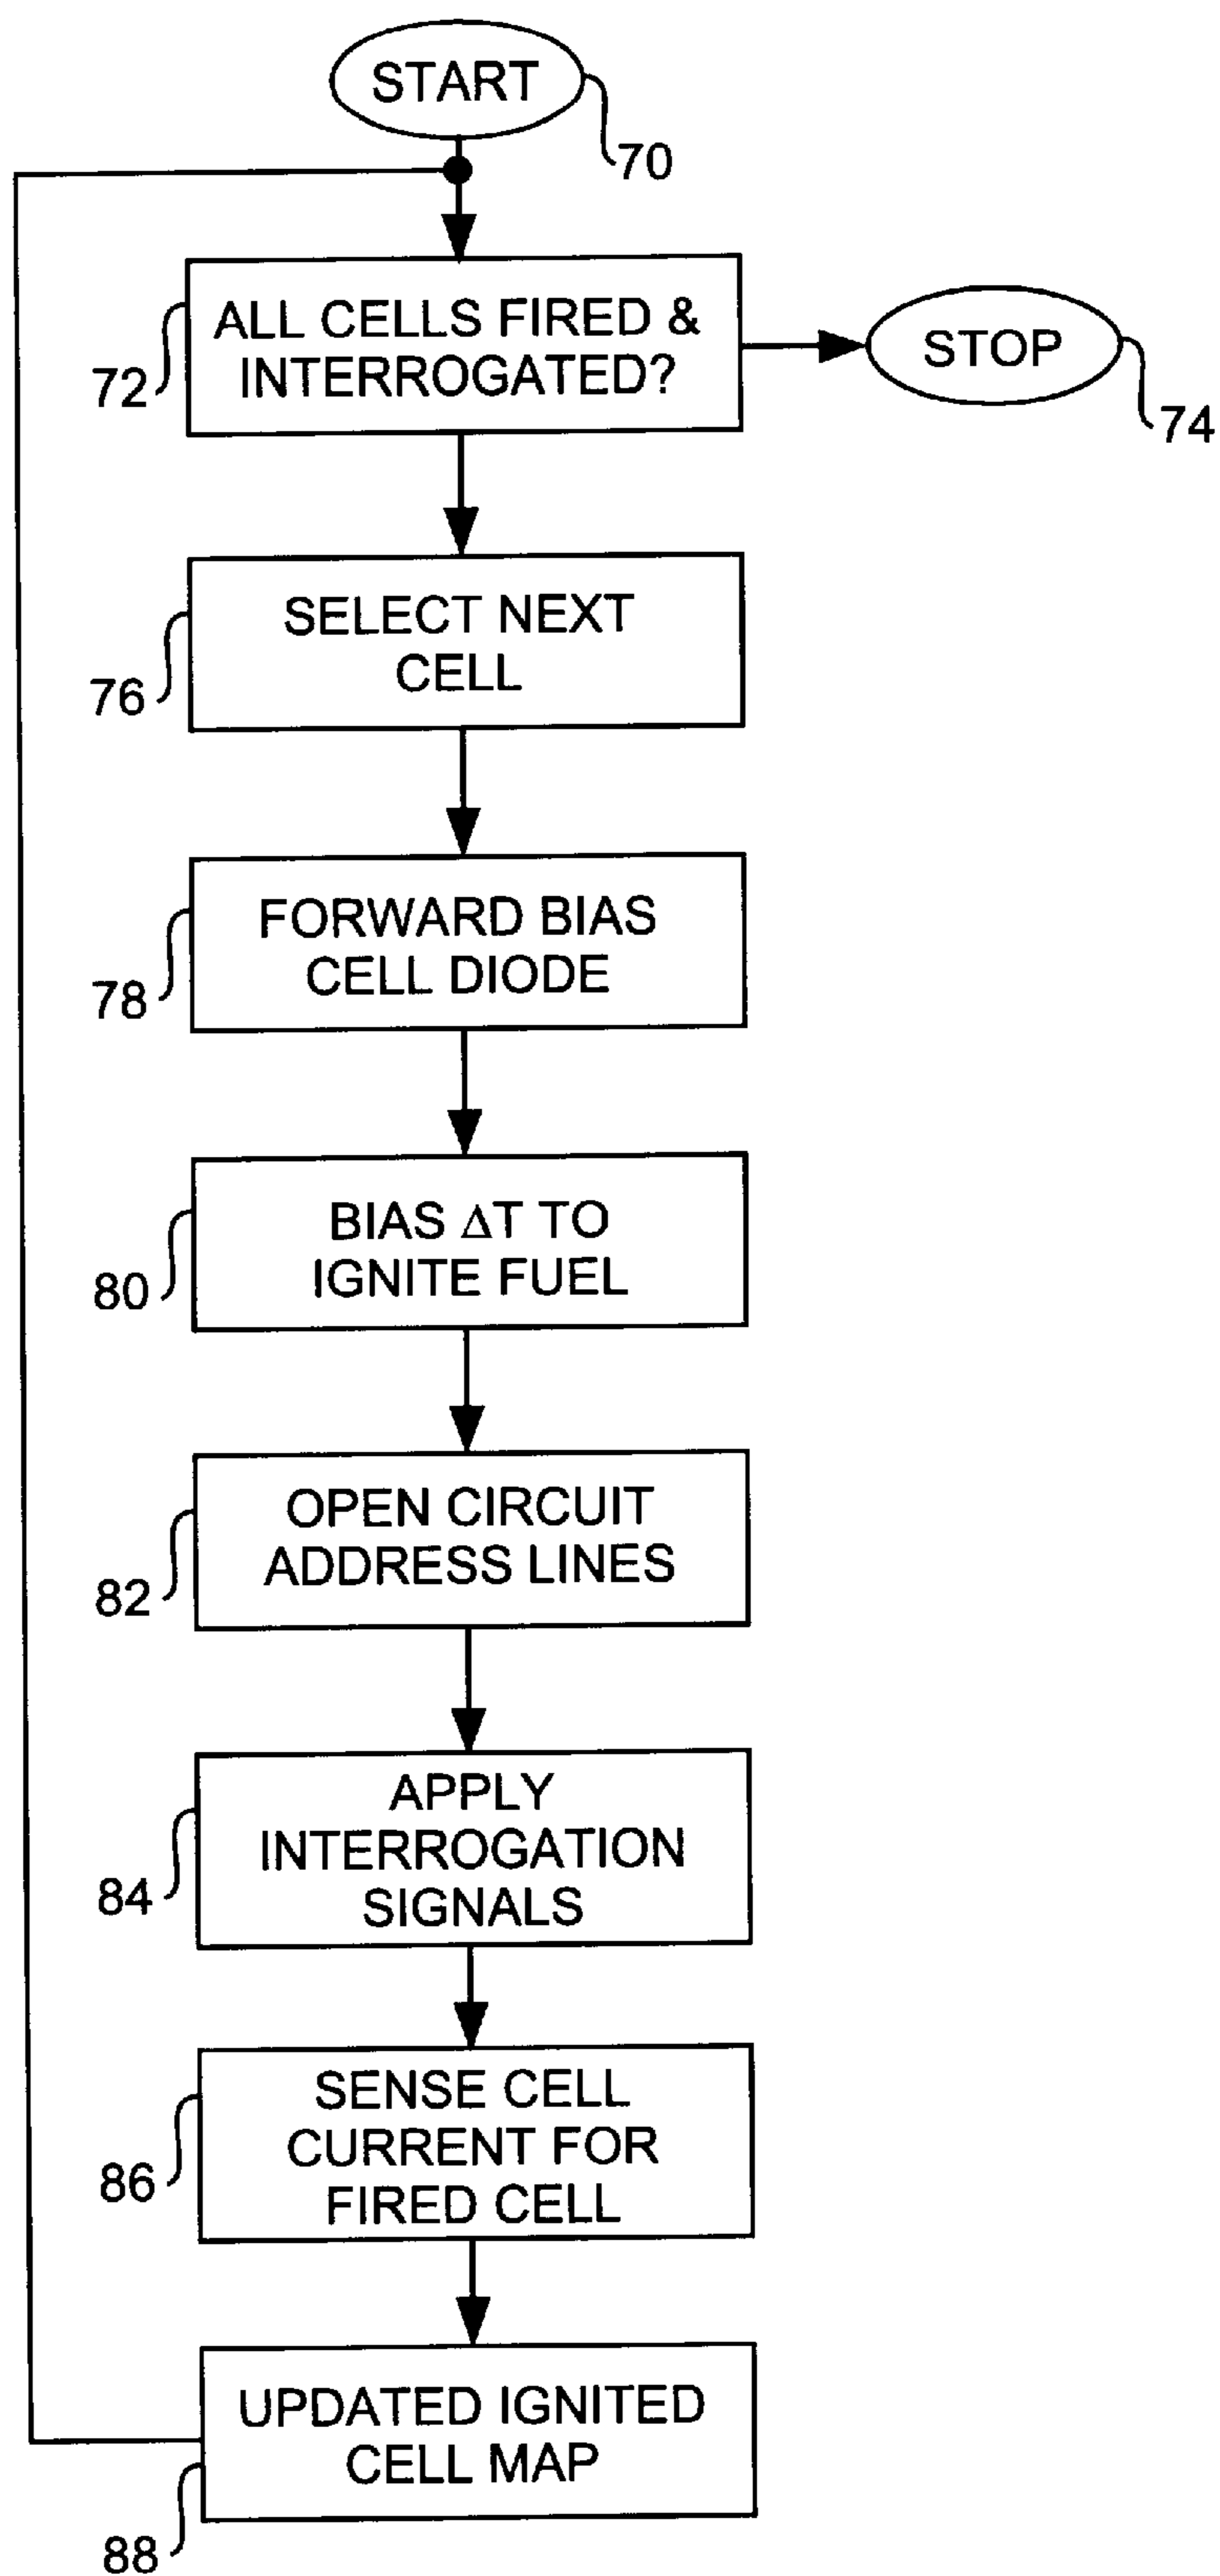 START
70
ALL CELLS FIRED &
INTERROGATED?
72
STOP
74
SELECT NEXT
CELL
76
FORWARD BIAS
CELL DIODE
78
BIAS ΔT TO
IGNITE FUEL
80
OPEN CIRCUIT
ADDRESS LINES
82
APPLY
INTERROGATION
SIGNALS
84
SENSE CELL
CURRENT FOR
FIRED CELL
86
UPDATED IGNITED
CELL MAP
88